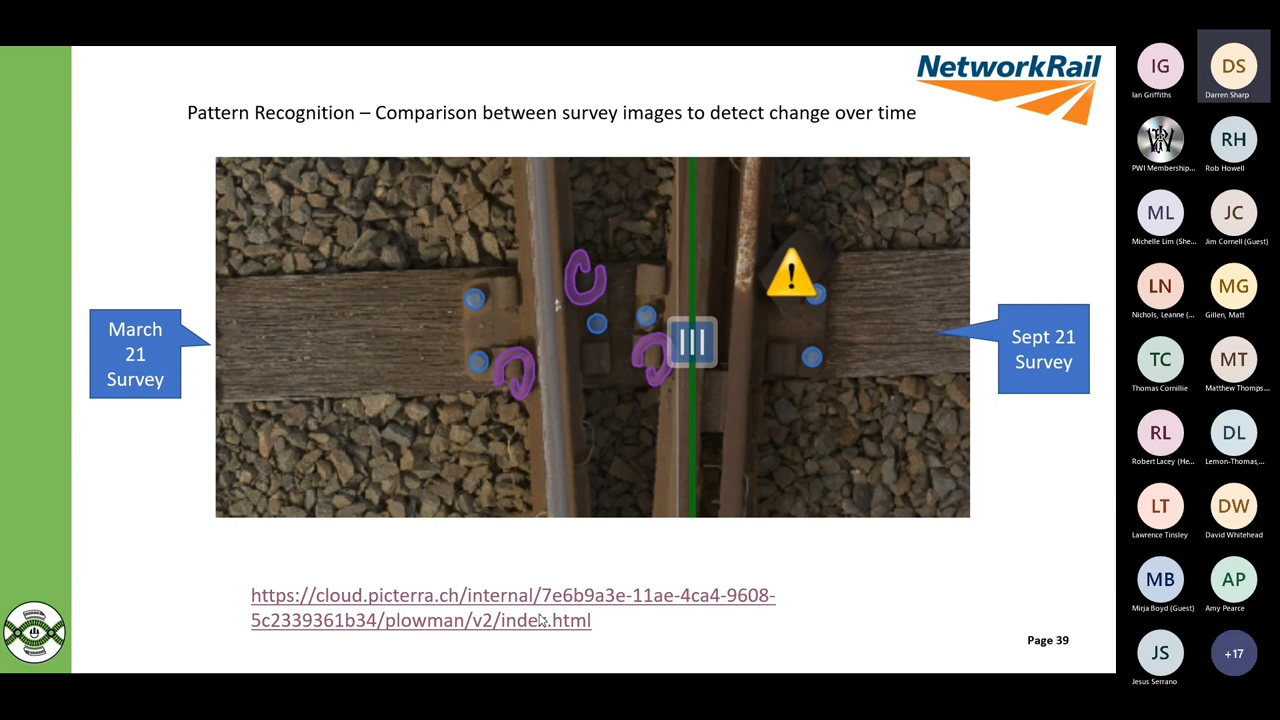 NetworkRail
Pattern Recognition – Comparison between survey images to detect change over time
March
21
Survey
Sept 21
Survey
https://cloud.picterra.ch/internal/7e6b9a3e-11ae-4ca4-9608-
5c2339361b34/plowman/v2/index.html
Page 39
IG
Ian Griffiths
DS
Darren Sharp
PWI Membership...
RH
Rob Howell
ML
Michelle Lim (She...
JC
Jim Cornell (Guest)
LN
Nichols, Leanne (...
MG
Gillen, Matt
TC
Thomas Cornillie
MT
Matthew Thomps...
RL
Robert Lacey (He...
DL
Lemon-Thomas,...
LT
Lawrence Tinsley
DW
David Whitehead
MB
Mirja Boyd (Guest)
AP
Amy Pearce
JS
Jesus Serrano
+17